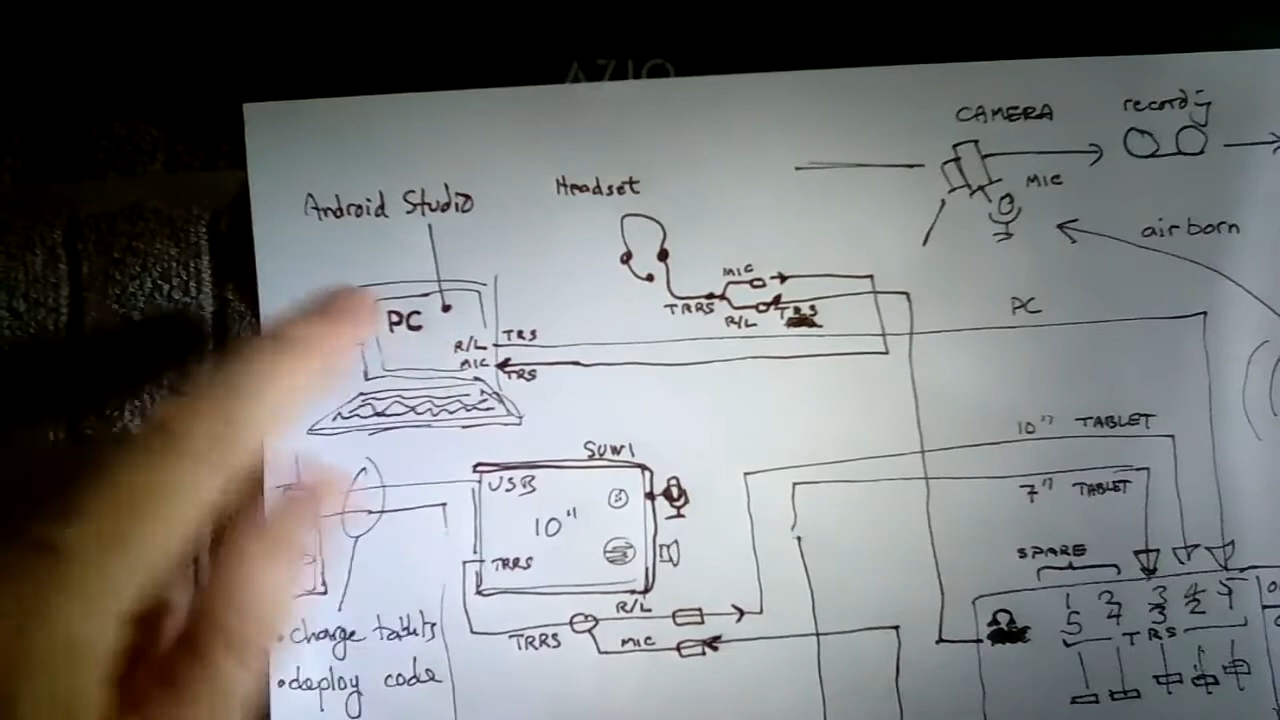 AZIO
CAMERA
recordj
Headset
MIC
Android Studio
airborn
MIC
TRRS
R/L
TRS
PC
PC
R/L
TRS
MIC
TRS
10" TABLET
7" TABLET
SUW1
USB
10"
B
TRRS
SPARE
1 2 3 4 5
5 4 3 2 1
TRS
Ω
R/L
TRRS
MIC
• charge tablets
• deploy code